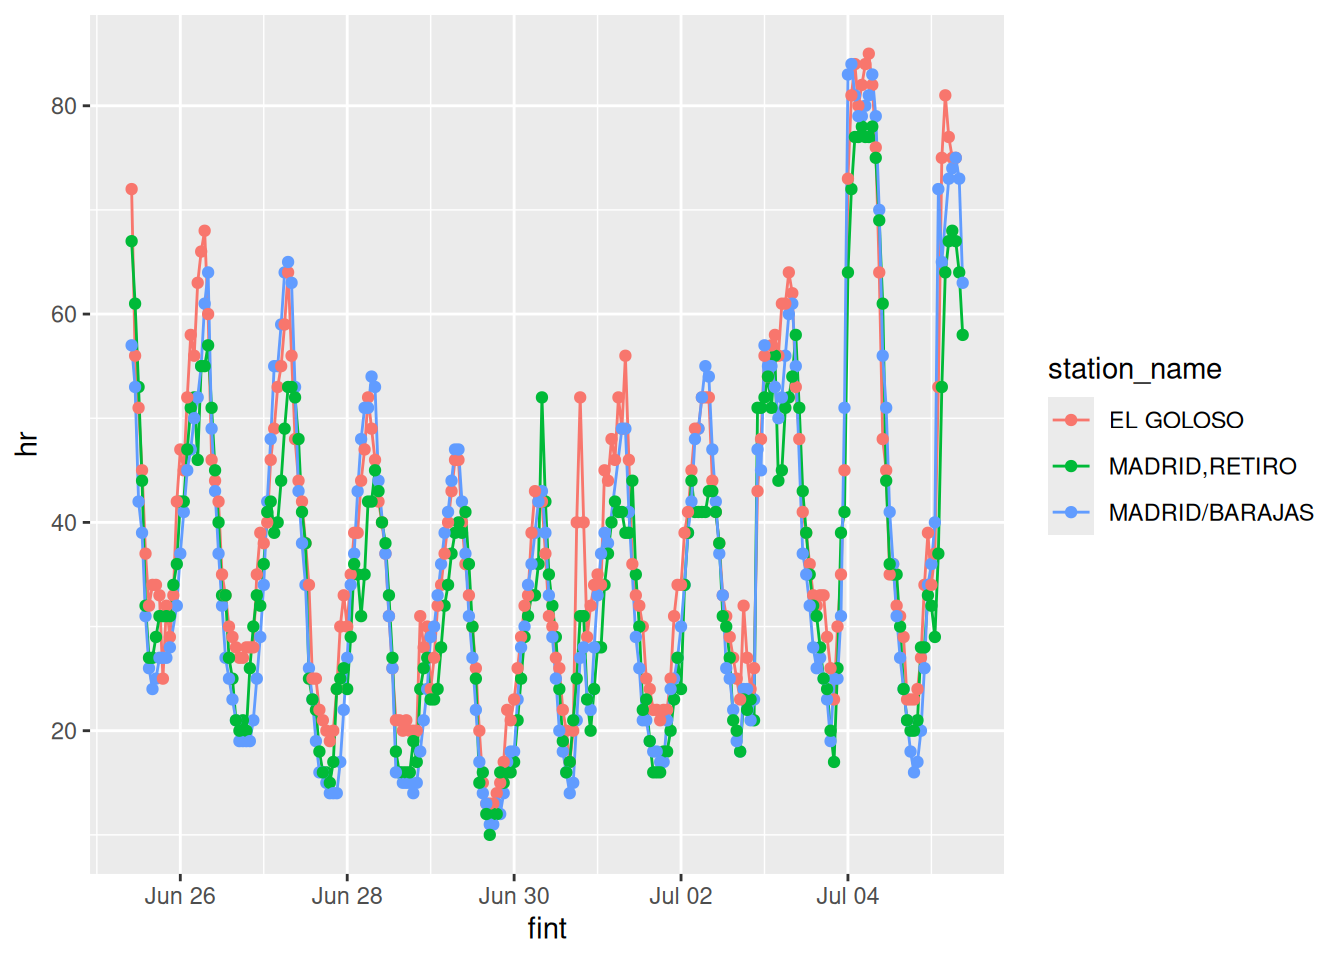 80
60
40
20
hr
Jun 26
Jun 28
Jun 30
Jul 02
Jul 04
fint
station_name
EL GOLOSO
MADRID,RETIRO
MADRID/BARAJAS